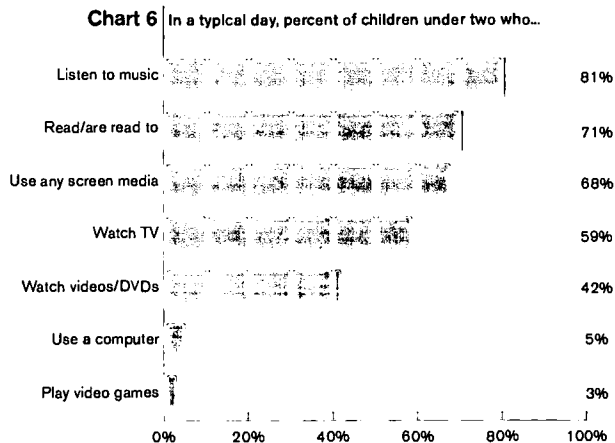 Chart 6 In a typical day, percent of children under two who...
Listen to music 81%
Read/are read to 71%
Use any screen media 68%
Watch TV 59%
Watch videos/DVDs 42%
Use a computer 5%
Play video games 3%
0% 20% 40% 60% 80% 100%